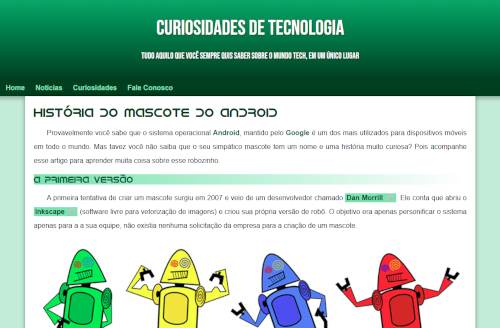 CURIOSIDADES DE TECNOLOGIA
TUDO AQUILO QUE VOCÊ SEMPRE QUIS SABER SOBRE O MUNDO TECH, EM UM ÚNICO LUGAR
Home Notícias Curiosidades Fale Conosco
HISTÓRIA DO MASCOTE DO ANDROID
Provavelmente você sabe que o sistema operacional Android, mantido pelo Google é um dos mais utilizados para dispositivos móveis
em todo o mundo. Mas tavez você não saiba que o seu simpático mascote tem um nome e uma história muito curiosa? Pois acompanhe
esse artigo para aprender muita coisa sobre esse robozinho.
A PRIMEIRA VERSÃO
A primeira tentativa de criar um mascote surgiu em 2007 e veio de um desenvolvedor chamado Dan Morrill. Ele conta que abriu o
Inkscape (software livre para vetorização de imagens) e criou sua própria versão de robô. O objetivo era apenas personificar o sistema
apenas para a a sua equipe, não existia nenhuma solicitação da empresa para a criação de um mascote.